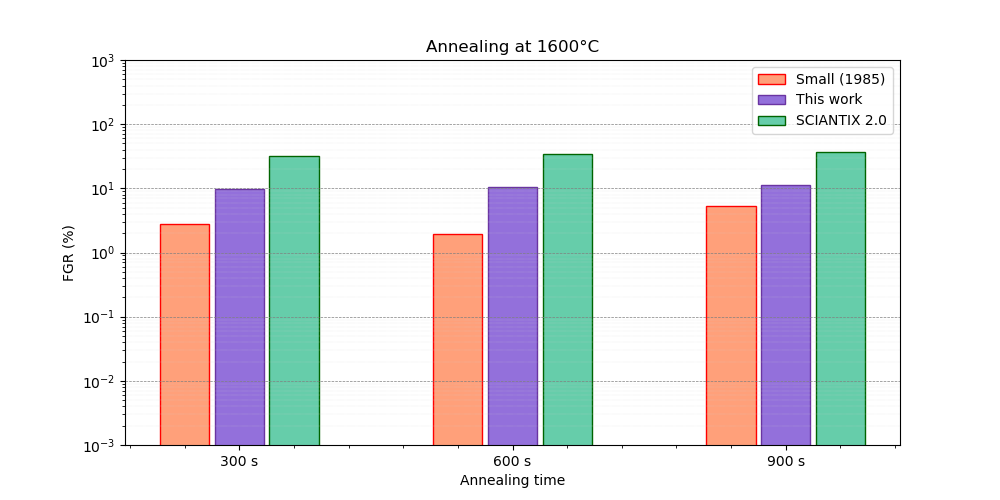 Annealing at 1600°C
10³
10²
10¹
10⁰
10⁻¹
10⁻²
10⁻³
FGR (%)
Small (1985)
This work
SCIANTIX 2.0
300 s
600 s
900 s
Annealing time